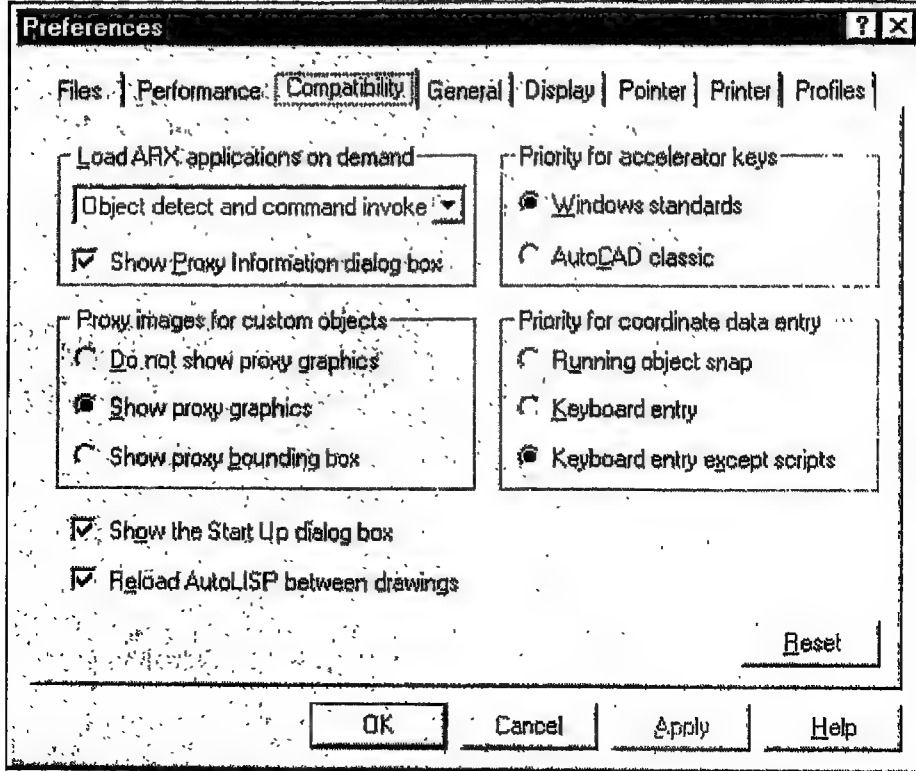 Preferences
Files Performance Compatibility General Display Pointer Printer Profiles
Load ARX applications on demand
Object detect and command invoke
Show Proxy Information dialog box
Priority for accelerator keys
Windows standards
AutoCAD classic
Proxy images for custom objects
Do not show proxy graphics
Show proxy graphics
Show proxy bounding box
Priority for coordinate data entry
Running object snap
Keyboard entry
Keyboard entry except scripts
Show the Start Up dialog box
Reload AutoLISP between drawings
Reset
OK Cancel Apply Help